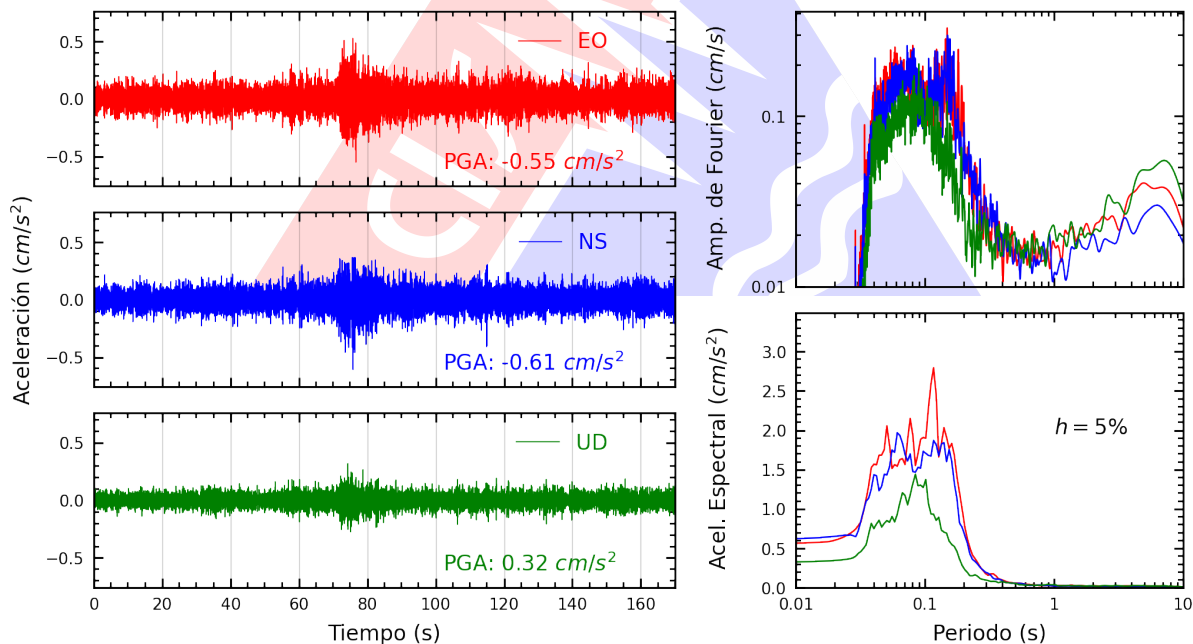 Aceleración (cm/s²)
0.5
0.0
−0.5
EO
PGA: -0.55 cm/s²
0.5
0.0
−0.5
NS
PGA: -0.61 cm/s²
0.5
0.0
−0.5
UD
PGA: 0.32 cm/s²
0 20 40 60 80 100 120 140 160
Tiempo (s)
Amp. de Fourier (cm/s)
0.1
0.01
Acel. Espectral (cm/s²)
3.0
2.5
2.0
1.5
1.0
0.5
0.0
h = 5%
0.01 0.1 1 10
Periodo (s)